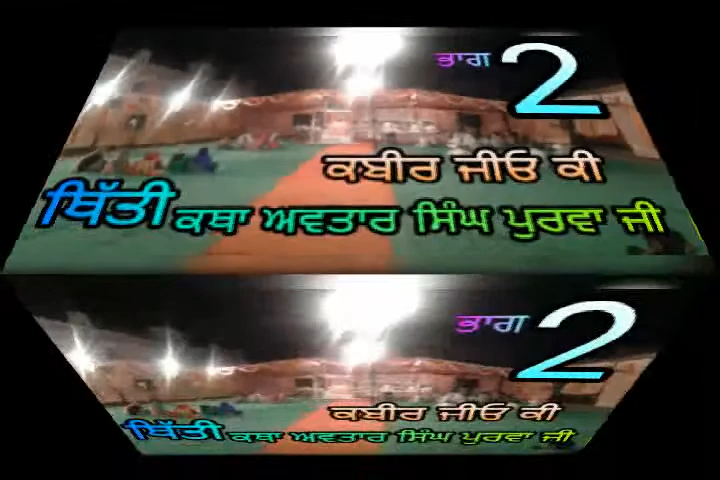 ਭਾਗ 2
ਕਬੀਰ ਜੀਓ ਕੀ
ਥਿੱਤੀ ਕਥਾ ਅਵਤਾਰ ਸਿੰਘ ਪੁਰਵਾ ਜੀ
ਭਾਗ 2
ਕਬੀਰ ਜੀਓ ਕੀ
ਥਿੱਤੀ ਕਥਾ ਅਵਤਾਰ ਸਿੰਘ ਪੁਰਵਾ ਜੀ